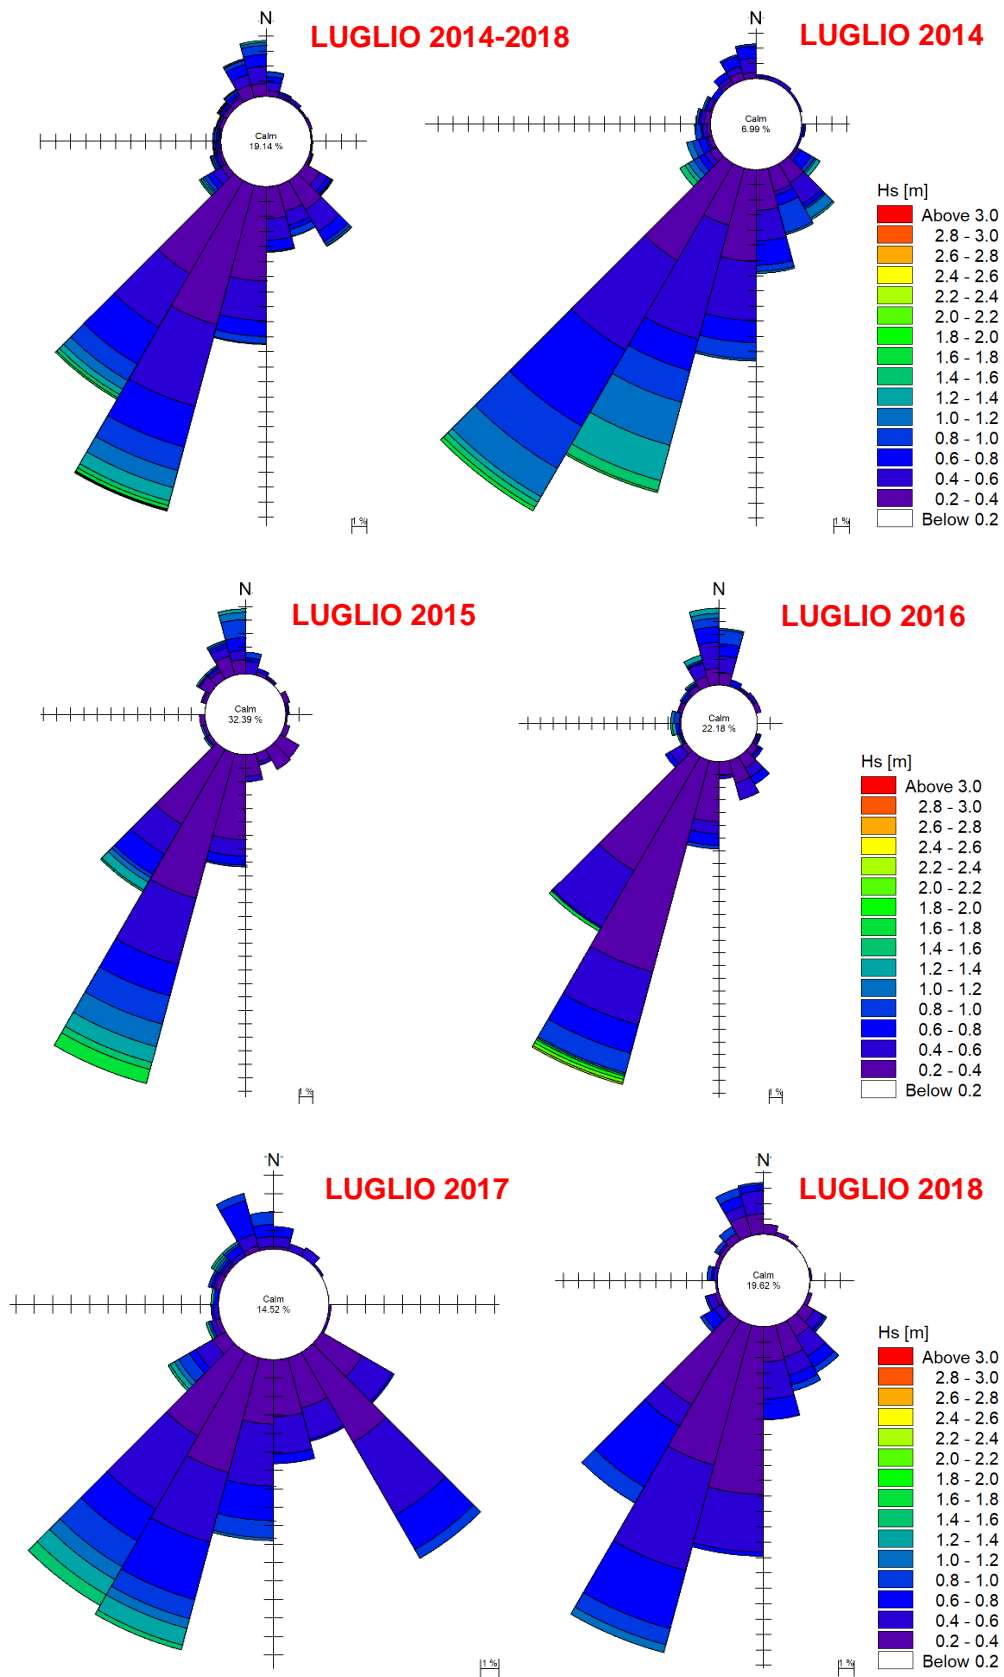 N
LUGLIO 2014-2018
Calm
19.14 %
1 %
N
LUGLIO 2014
Calm
6.99 %
1 %
Hs [m]
Above 3.0
2.8 - 3.0
2.6 - 2.8
2.4 - 2.6
2.2 - 2.4
2.0 - 2.2
1.8 - 2.0
1.6 - 1.8
1.4 - 1.6
1.2 - 1.4
1.0 - 1.2
0.8 - 1.0
0.6 - 0.8
0.4 - 0.6
0.2 - 0.4
Below 0.2
N
LUGLIO 2015
Calm
32.39 %
1 %
N
LUGLIO 2016
Calm
22.18 %
1 %
Hs [m]
Above 3.0
2.8 - 3.0
2.6 - 2.8
2.4 - 2.6
2.2 - 2.4
2.0 - 2.2
1.8 - 2.0
1.6 - 1.8
1.4 - 1.6
1.2 - 1.4
1.0 - 1.2
0.8 - 1.0
0.6 - 0.8
0.4 - 0.6
0.2 - 0.4
Below 0.2
N
LUGLIO 2017
Calm
14.52 %
1 %
N
LUGLIO 2018
Calm
19.62 %
1 %
Hs [m]
Above 3.0
2.8 - 3.0
2.6 - 2.8
2.4 - 2.6
2.2 - 2.4
2.0 - 2.2
1.8 - 2.0
1.6 - 1.8
1.4 - 1.6
1.2 - 1.4
1.0 - 1.2
0.8 - 1.0
0.6 - 0.8
0.4 - 0.6
0.2 - 0.4
Below 0.2